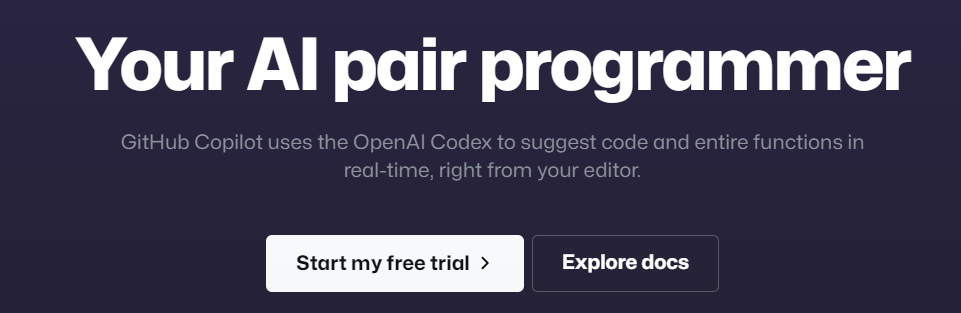 Your AI pair programmer
GitHub Copilot uses the OpenAI Codex to suggest code and entire functions in
real-time, right from your editor.
Start my free trial >
Explore docs